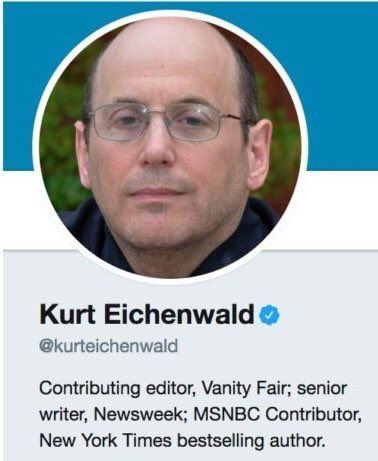 Kurt Eichenwald
@kurteichenwald
Contributing editor, Vanity Fair; senior
writer, Newsweek; MSNBC Contributor,
New York Times bestselling author.